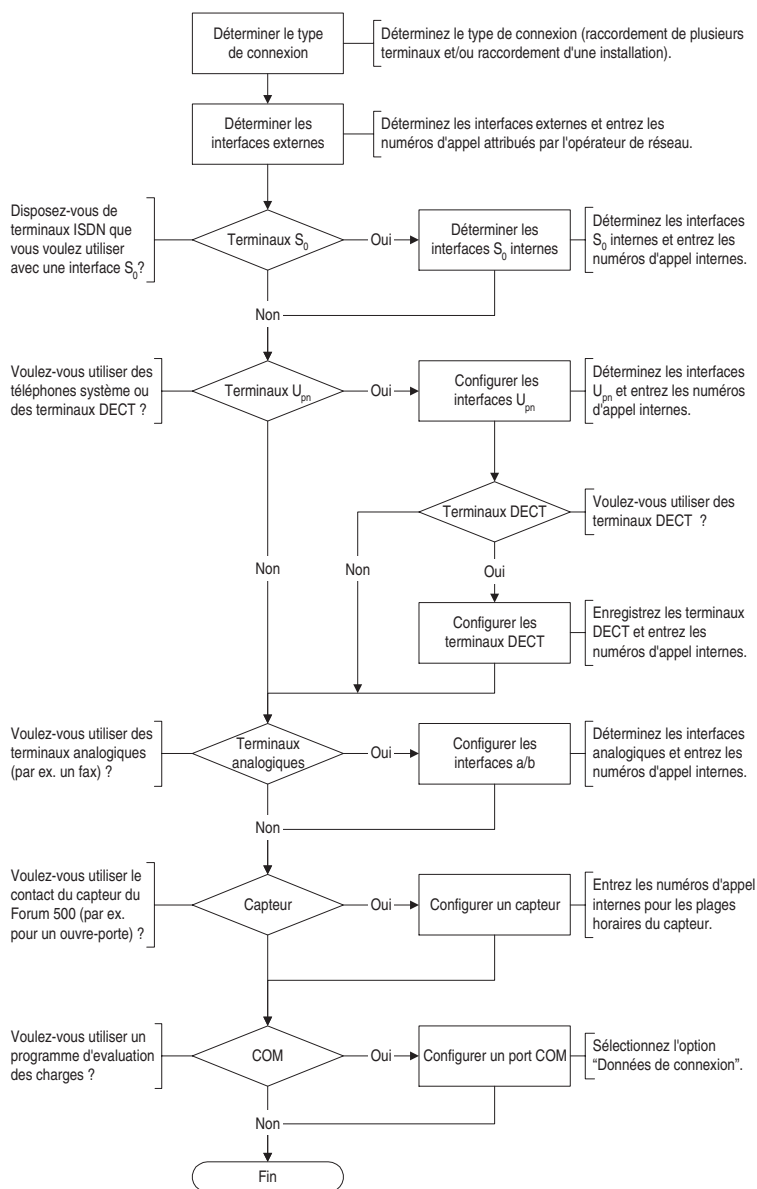 Déterminer le type
de connexion
Déterminez le type de connexion (raccordement de plusieurs
terminaux et/ou raccordement d'une installation).
Déterminer les
interfaces externes
Déterminez les interfaces externes et entrez les
numéros d'appel attribués par l'opérateur de réseau.
Disposez-vous de
terminaux ISDN que
vous voulez utiliser
avec une interface S0?
Terminaux S0
Oui
Déterminer les
interfaces S0 internes
Déterminez les interfaces
S0 internes et entrez les
numéros d'appel internes.
Non
Voulez-vous utiliser des
téléphones système ou
des terminaux DECT ?
Terminaux Upn
Oui
Configurer les
interfaces Upn
Déterminez les interfaces
Upn et entrez les numéros
d'appel internes.
Terminaux DECT
Voulez-vous utiliser des
terminaux DECT ?
Non
Non
Oui
Configurer les
terminaux DECT
Enregistrez les terminaux
DECT et entrez les
numéros d'appel internes.
Voulez-vous utiliser des
terminaux analogiques
(par ex. un fax) ?
Terminaux
analogiques
Oui
Configurer les
interfaces a/b
Déterminez les interfaces
analogiques et entrez les
numéros d'appel internes.
Non
Voulez-vous utiliser le
contact du capteur du
Forum 500 (par ex.
pour un ouvre-porte) ?
Capteur
Oui
Configurer un capteur
Entrez les numéros d'appel
internes pour les plages
horaires du capteur.
Voulez-vous utiliser un
programme d'evaluation
des charges ?
COM
Oui
Configurer un port COM
Sélectionnez l'option
“Données de connexion”.
Non
Fin